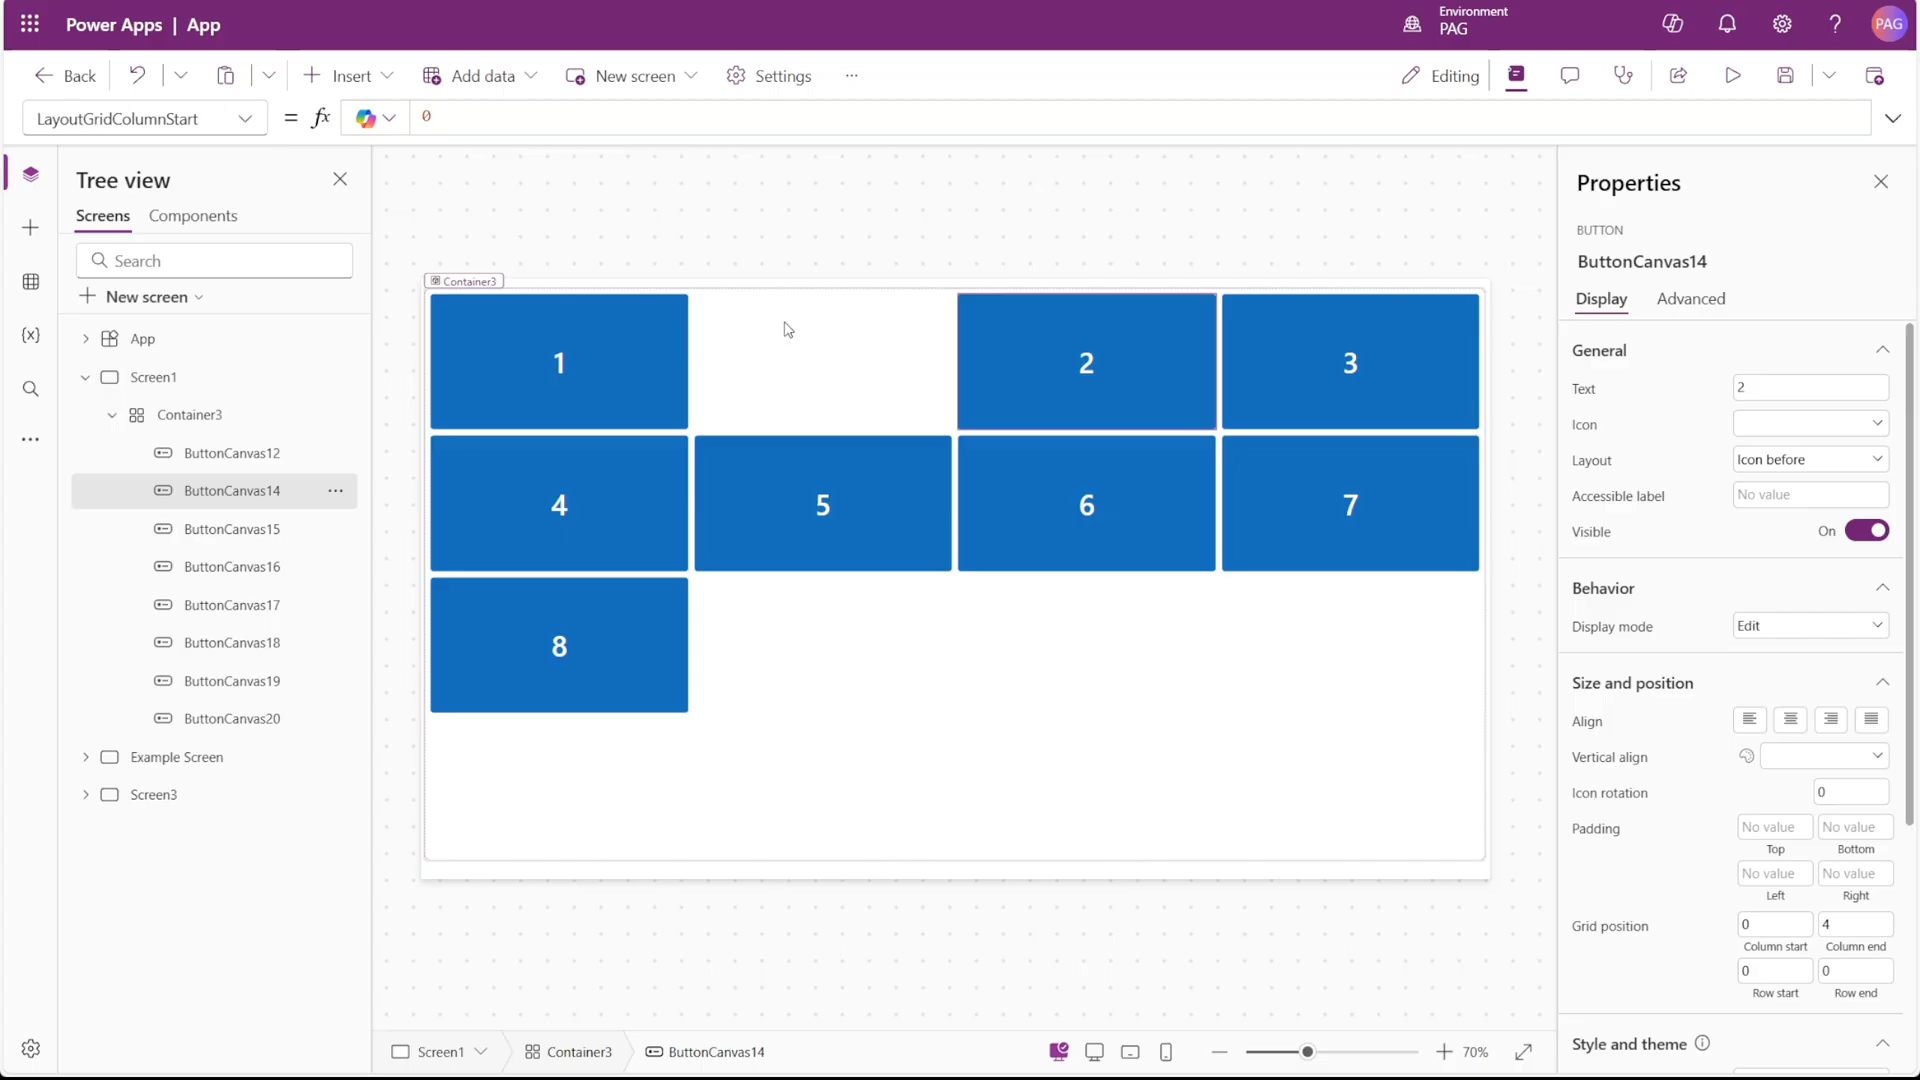 Power Apps | App
Environment
PAG
PAG
Back
Insert
Add data
New screen
Settings
...
Editing
LayoutGridColumnStart
=
fx
0
Tree view
Screens
Components
Search
New screen
App
Screen1
Container3
ButtonCanvas12
ButtonCanvas14
...
ButtonCanvas15
ButtonCanvas16
ButtonCanvas17
ButtonCanvas18
ButtonCanvas19
ButtonCanvas20
Example Screen
Screen3
Container3
1
2
3
4
5
6
7
8
Properties
BUTTON
ButtonCanvas14
Display
Advanced
General
Text
2
Icon
Layout
Icon before
Accessible label
No value
Visible
On
Behavior
Display mode
Edit
Size and position
Align
Vertical align
Icon rotation
0
Padding
No value
No value
Top
Bottom
No value
No value
Left
Right
Grid position
0
4
Column start
Column end
0
0
Row start
Row end
Style and theme
Screen1
Container3
ButtonCanvas14
70%